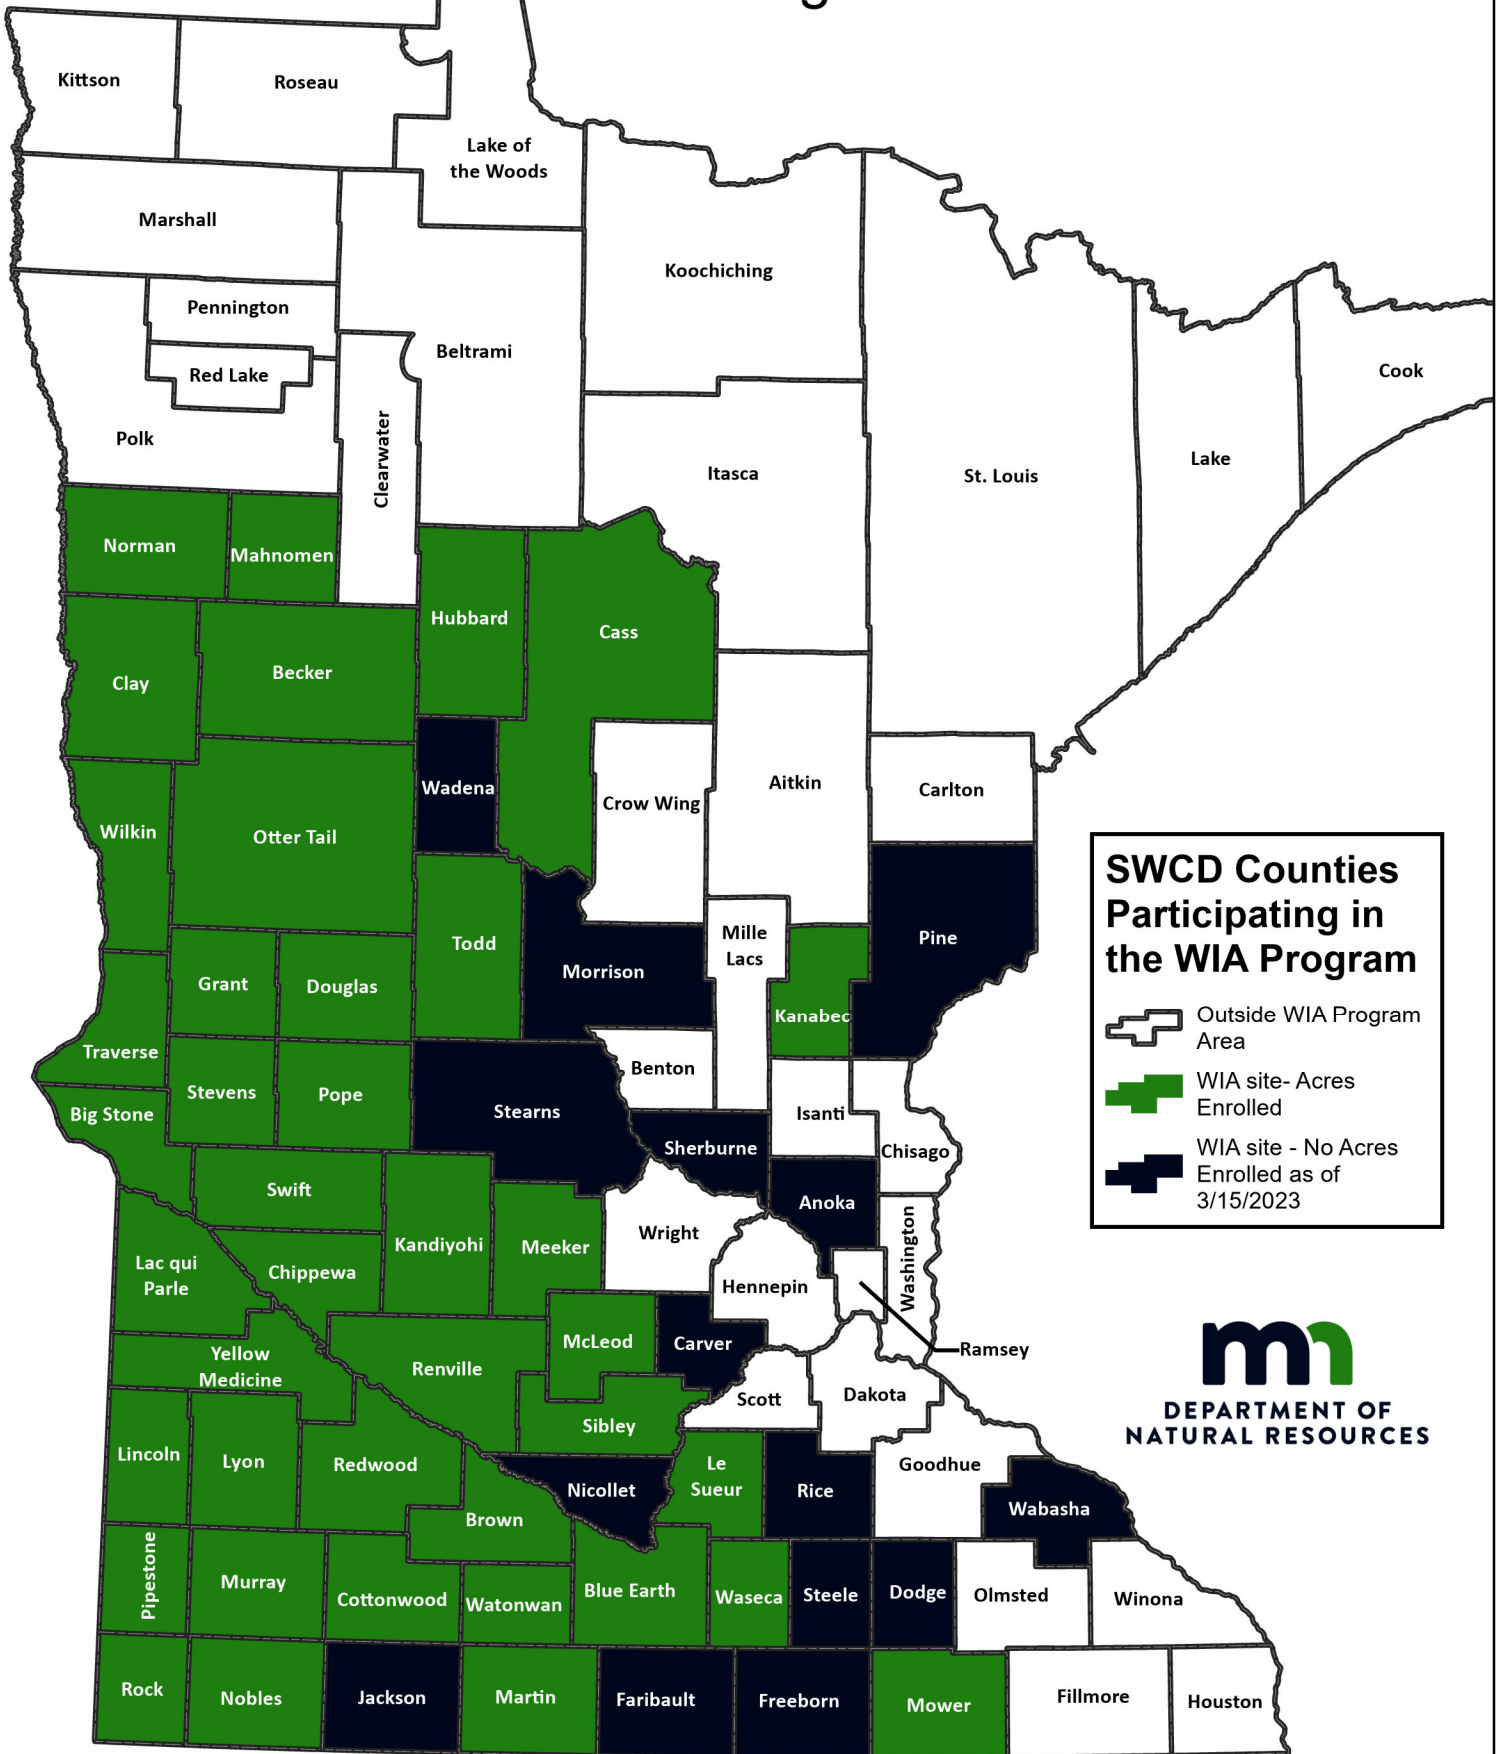 Kittson
Roseau
Lake of
the Woods
Marshall
Koochiching
Pennington
Beltrami
Red Lake
Cook
Polk
Clearwater
Itasca
St. Louis
Lake
Norman
Mahnomen
Hubbard
Cass
Clay
Becker
Wadena
Crow Wing
Aitkin
Carlton
Wilkin
Otter Tail
Todd
Morrison
Mille
Lacs
Pine
Grant
Douglas
Kanabec
Traverse
Stevens
Pope
Benton
Big Stone
Stearns
Isanti
Sherburne
Chisago
Swift
Anoka
Wright
Washington
Kandiyohi
Meeker
Lac qui
Parle
Chippewa
Hennepin
McLeod
Carver
Ramsey
Yellow
Medicine
Renville
Scott
Dakota
Sibley
Lincoln
Lyon
Redwood
Le
Sueur
Goodhue
Nicollet
Rice
Wabasha
Brown
Pipestone
Murray
Cottonwood
Watonwan
Blue Earth
Waseca
Steele
Dodge
Olmsted
Winona
Rock
Nobles
Jackson
Martin
Faribault
Freeborn
Mower
Fillmore
Houston
SWCD Counties
Participating in
the WIA Program
Outside WIA Program
Area
WIA site- Acres
Enrolled
WIA site - No Acres
Enrolled as of
3/15/2023
mn
DEPARTMENT OF
NATURAL RESOURCES